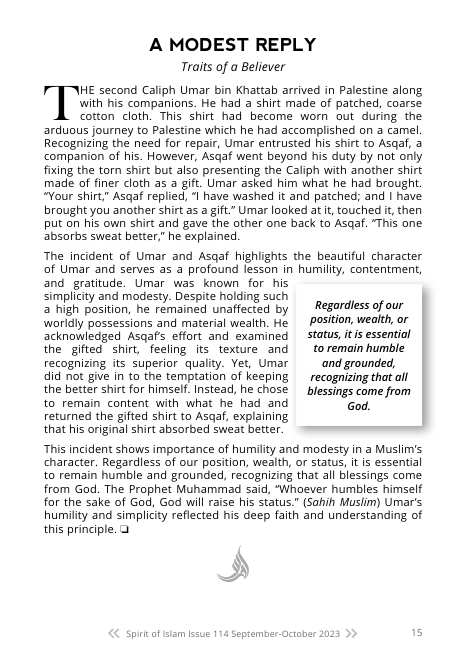 A MODEST REPLY
Traits of a Believer
THE second Caliph Umar bin Khattab arrived in Palestine along
with his companions. He had a shirt made of patched, coarse
cotton cloth. This shirt had become worn out during the
arduous journey to Palestine which he had accomplished on a camel.
Recognizing the need for repair, Umar entrusted his shirt to Asqaf, a
companion of his. However, Asqaf went beyond his duty by not only
fixing the torn shirt but also presenting the Caliph with another shirt
made of finer cloth as a gift. Umar asked him what he had brought.
“Your shirt,” Asqaf replied, “I have washed it and patched; and I have
brought you another shirt as a gift.” Umar looked at it, touched it, then
put on his own shirt and gave the other one back to Asqaf. “This one
absorbs sweat better,” he explained.
The incident of Umar and Asqaf highlights the beautiful character
of Umar and serves as a profound lesson in humility, contentment,
and gratitude. Umar was known for his
simplicity and modesty. Despite holding such
a high position, he remained unaffected by
worldly possessions and material wealth. He
acknowledged Asqaf’s effort and examined
the gifted shirt, feeling its texture and
recognizing its superior quality. Yet, Umar
did not give in to the temptation of keeping
the better shirt for himself. Instead, he chose
to remain content with what he had and
returned the gifted shirt to Asqaf, explaining
that his original shirt absorbed sweat better.
Regardless of our
position, wealth, or
status, it is essential
to remain humble
and grounded,
recognizing that all
blessings come from
God.
This incident shows importance of humility and modesty in a Muslim’s
character. Regardless of our position, wealth, or status, it is essential
to remain humble and grounded, recognizing that all blessings come
from God. The Prophet Muhammad said, “Whoever humbles himself
for the sake of God, God will raise his status.” (Sahih Muslim) Umar’s
humility and simplicity reflected his deep faith and understanding of
this principle. ❏
Spirit of Islam Issue 114 September-October 2023
15